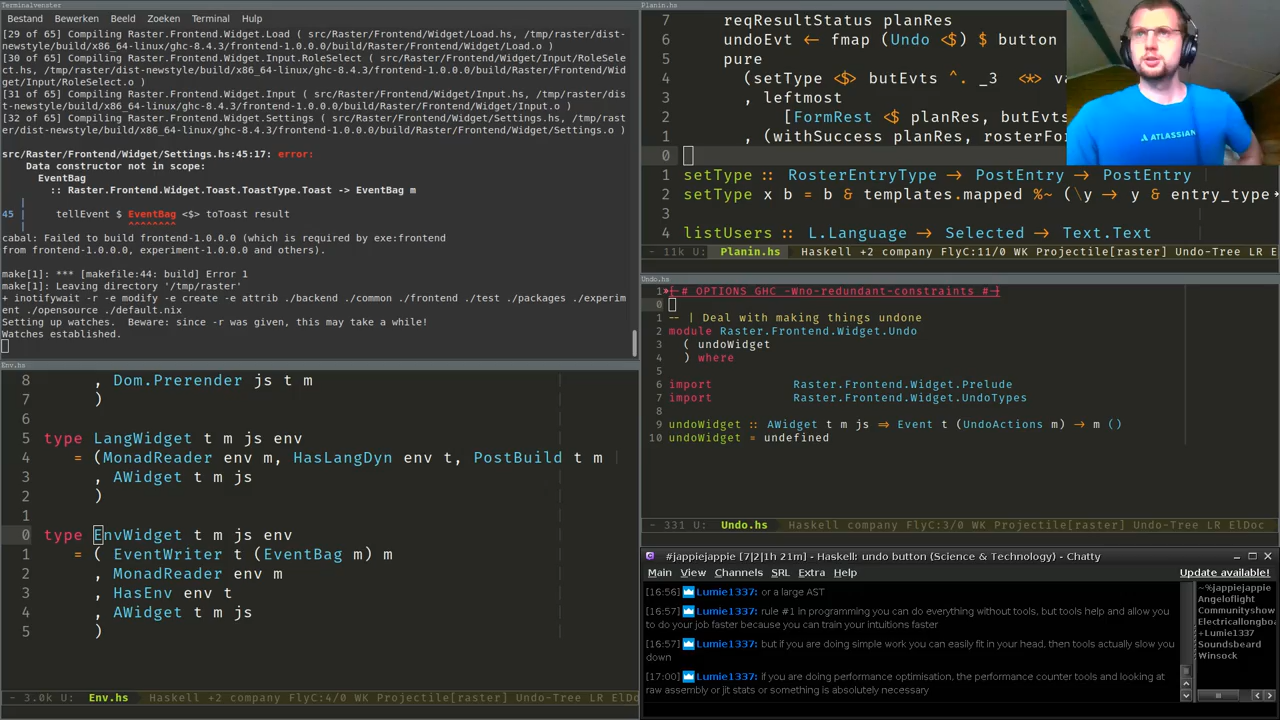 Terminalvenster
Bestand Bewerken Beeld Zoeken Terminal Help
[29 of 65] Compiling Raster.Frontend.Widget.Load ( src/Raster/Frontend/Widget/Load.hs, /tmp/raster/dist-
newstyle/build/x86_64-linux/ghc-8.4.3/frontend-1.0.0.0/build/Raster/Frontend/Widget/Load.o )
[30 of 65] Compiling Raster.Frontend.Widget.Input.RoleSelect ( src/Raster/Frontend/Widget/Input/RoleSelect.
hs, /tmp/raster/dist-newstyle/build/x86_64-linux/ghc-8.4.3/frontend-1.0.0.0/build/Raster/Frontend/Wid
get/Input/RoleSelect.o )
[31 of 65] Compiling Raster.Frontend.Widget.Input ( src/Raster/Frontend/Widget/Input.hs, /tmp/raster/dis
t-newstyle/build/x86_64-linux/ghc-8.4.3/frontend-1.0.0.0/build/Raster/Frontend/Widget/Input.o )
[32 of 65] Compiling Raster.Frontend.Widget.Settings ( src/Raster/Frontend/Widget/Settings.hs, /tmp/rast
er/dist-newstyle/build/x86_64-linux/ghc-8.4.3/frontend-1.0.0.0/build/Raster/Frontend/Widget/Settings.o )
src/Raster/Frontend/Widget/Settings.hs:45:17: error:
Data constructor not in scope:
EventBag
:: Raster.Frontend.Widget.Toast.ToastType.Toast -> EventBag m
|
45 | tellEvent $ EventBag <$> toToast result
| ^^^^^^^^
cabal: Failed to build frontend-1.0.0.0 (which is required by exe:frontend
from frontend-1.0.0.0, experiment-1.0.0.0 and others).
make[1]: *** [makefile:44: build] Error 1
make[1]: Leaving directory '/tmp/raster'
+ inotifywait -r -e modify -e create -e attrib ./backend ./common ./frontend ./test ./packages ./experim
ent ./opensource ./default.nix
Setting up watches. Beware: since -r was given, this may take a while!
Watches established.
Env.hs
8 , Dom.Prerender js t m
7 )
6
5 type LangWidget t m js env
4 = (MonadReader env m, HasLangDyn env t, PostBuild t m
3 , AWidget t m js
2 )
1
0 type EnvWidget t m js env
1 = ( EventWriter t (EventBag m) m
2 , MonadReader env m
3 , HasEnv env t
4 , AWidget t m js
5 )
- 3.0k U: Env.hs Haskell +2 company FlyC:4/0 WK Projectile[raster] Undo-Tree LR ElDoc
Planin.hs
7 reqResultStatus planRes
6 undoEvt ← fmap (Undo <$) $ button
5 pure
4 (setType <$> butEvts ^. _3 <*> va
3 , leftmost
2 [FormRest <$ planRes, butEvts
1 , (withSuccess planRes, rosterFo
0
1 setType :: RosterEntryType → PostEntry → PostEntry
2 setType x b = b & templates.mapped %~ (\y → y & entry_type
3
4 listUsers :: L.Language → Selected → Text.Text
- 11k U: Planin.hs Haskell +2 company FlyC:11/0 WK Projectile[raster] Undo-Tree LR E
ATLASSIAN
Undo.hs
1 {-# OPTIONS GHC -Wno-redundant-constraints #-}
0
1 -- | Deal with making things undone
2 module Raster.Frontend.Widget.Undo
3 ( undoWidget
4 ) where
5
6 import Raster.Frontend.Widget.Prelude
7 import Raster.Frontend.Widget.UndoTypes
8
9 undoWidget :: AWidget t m js ⇒ Event t (UndoActions m) → m ()
10 undoWidget = undefined
- 331 U: Undo.hs Haskell +2 company FlyC:3/0 WK Projectile[raster] Undo-Tree LR ElDoc
#jappiejappie [7|2|1h 21m] - Haskell: undo button (Science & Technology) - Chatty
Main View Channels SRL Extra Help Update available!
[16:56] Lumie1337: or a large AST
[16:57] Lumie1337: rule #1 in programming you can do everything without tools, but tools help and allow you
to do your job faster because you can train your intuitions faster
[16:57] Lumie1337: but if you are doing simple work you can easily fit in your head, then tools actually slow you
down
[17:00] Lumie1337: if you are doing performance optimisation, the performance counter tools and looking at
raw assembly or jit stats or something is absolutely necessary
~%jappiejappie
Angeloflight
Communityshow
Electricallongboa
+Lumie1337
Soundsbeard
Winsock